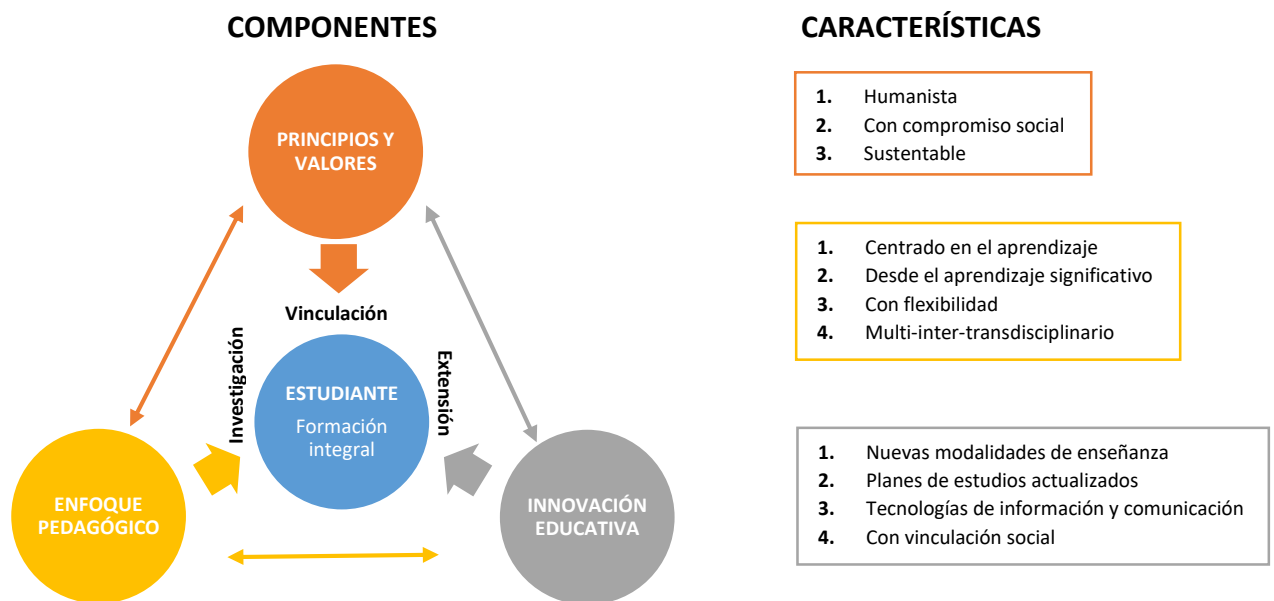 COMPONENTES
PRINCIPIOS Y
VALORES
Vinculación
Investigación
Extensión
ESTUDIANTE
Formación
integral
ENFOQUE
PEDAGÓGICO
INNOVACIÓN
EDUCATIVA
CARACTERÍSTICAS
1. Humanista
2. Con compromiso social
3. Sustentable
1. Centrado en el aprendizaje
2. Desde el aprendizaje significativo
3. Con flexibilidad
4. Multi-inter-transdisciplinario
1. Nuevas modalidades de enseñanza
2. Planes de estudios actualizados
3. Tecnologías de información y comunicación
4. Con vinculación social